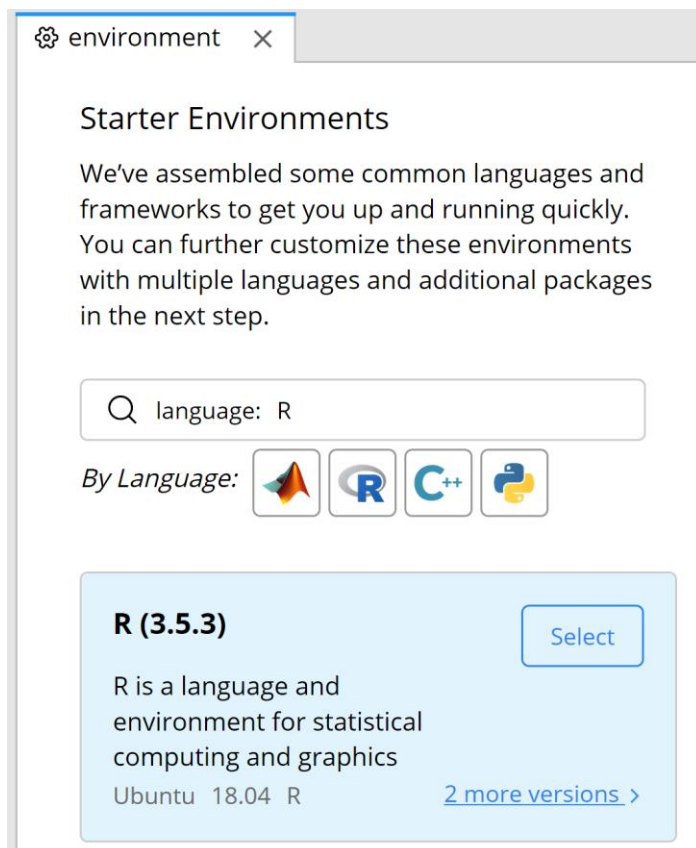 environment
Starter Environments
We've assembled some common languages and
frameworks to get you up and running quickly.
You can further customize these environments
with multiple languages and additional packages
in the next step.
language: R
By Language: R C++
R (3.5.3)
Select
R is a language and
environment for statistical
computing and graphics
Ubuntu 18.04 R
2 more versions >